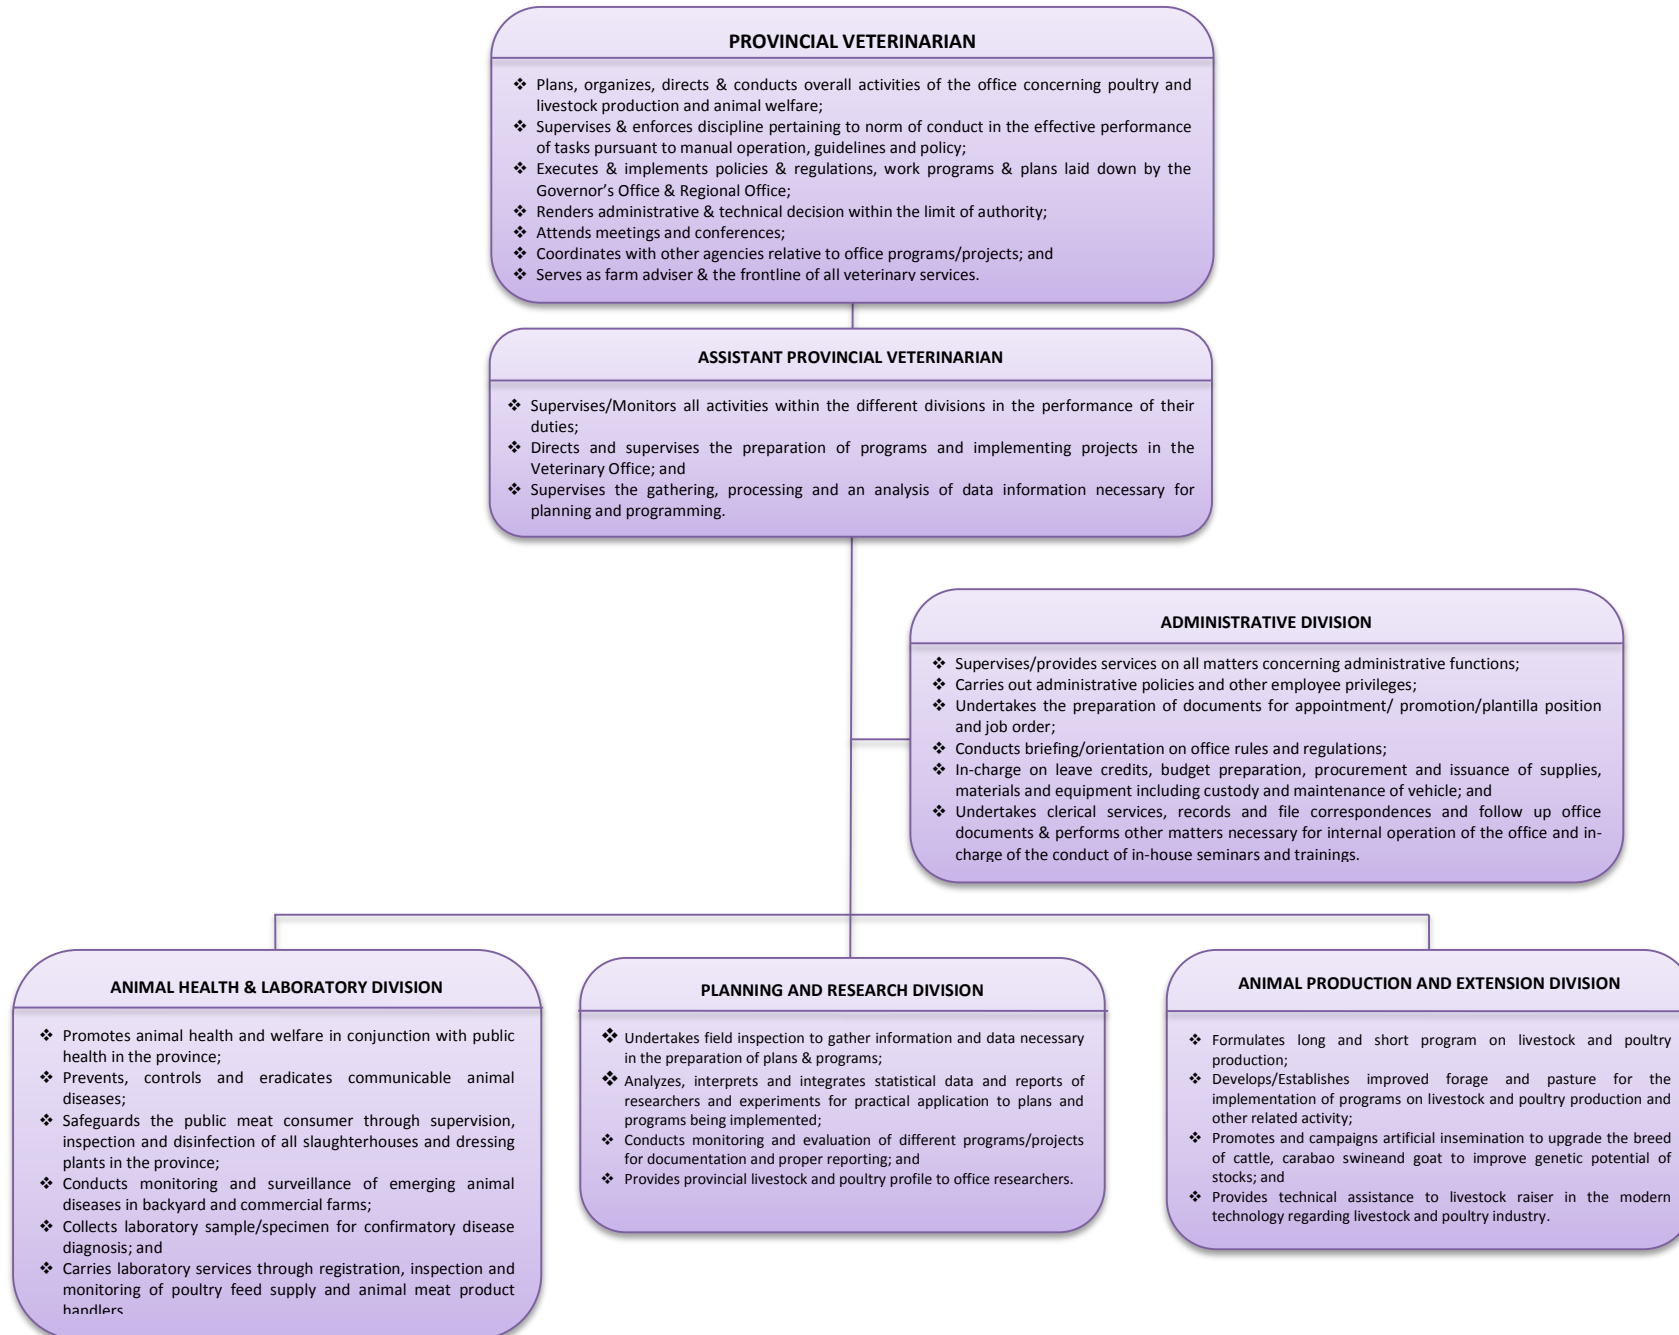 PROVINCIAL VETERINARIAN
❖ Plans, organizes, directs & conducts overall activities of the office concerning poultry and
livestock production and animal welfare;
❖ Supervises & enforces discipline pertaining to norm of conduct in the effective performance
of tasks pursuant to manual operation, guidelines and policy;
❖ Executes & implements policies & regulations, work programs & plans laid down by the
Governor's Office & Regional Office;
❖ Renders administrative & technical decision within the limit of authority;
❖ Attends meetings and conferences;
❖ Coordinates with other agencies relative to office programs/projects; and
❖ Serves as farm adviser & the frontline of all veterinary services.
ASSISTANT PROVINCIAL VETERINARIAN
❖ Supervises/Monitors all activities within the different divisions in the performance of their
duties;
❖ Directs and supervises the preparation of programs and implementing projects in the
Veterinary Office; and
❖ Supervises the gathering, processing and an analysis of data information necessary for
planning and programming.
ADMINISTRATIVE DIVISION
❖ Supervises/provides services on all matters concerning administrative functions;
❖ Carries out administrative policies and other employee privileges;
❖ Undertakes the preparation of documents for appointment/ promotion/plantilla position
and job order;
❖ Conducts briefing/orientation on office rules and regulations;
❖ In-charge on leave credits, budget preparation, procurement and issuance of supplies,
materials and equipment including custody and maintenance of vehicle; and
❖ Undertakes clerical services, records and file correspondences and follow up office
documents & performs other matters necessary for internal operation of the office and in-
charge of the conduct of in-house seminars and trainings.
ANIMAL HEALTH & LABORATORY DIVISION
❖ Promotes animal health and welfare in conjunction with public
health in the province;
❖ Prevents, controls and eradicates communicable animal
diseases;
❖ Safeguards the public meat consumer through supervision,
inspection and disinfection of all slaughterhouses and dressing
plants in the province;
❖ Conducts monitoring and surveillance of emerging animal
diseases in backyard and commercial farms;
❖ Collects laboratory sample/specimen for confirmatory disease
diagnosis; and
❖ Carries laboratory services through registration, inspection and
monitoring of poultry feed supply and animal meat product
handlers
PLANNING AND RESEARCH DIVISION
❖ Undertakes field inspection to gather information and data necessary
in the preparation of plans & programs;
❖ Analyzes, interprets and integrates statistical data and reports of
researchers and experiments for practical application to plans and
programs being implemented;
❖ Conducts monitoring and evaluation of different programs/projects
for documentation and proper reporting; and
❖ Provides provincial livestock and poultry profile to office researchers.
ANIMAL PRODUCTION AND EXTENSION DIVISION
❖ Formulates long and short program on livestock and poultry
production;
❖ Develops/Establishes improved forage and pasture for the
implementation of programs on livestock and poultry production and
other related activity;
❖ Promotes and campaigns artificial insemination to upgrade the breed
of cattle, carabao swineand goat to improve genetic potential of
stocks; and
❖ Provides technical assistance to livestock raiser in the modern
technology regarding livestock and poultry industry.